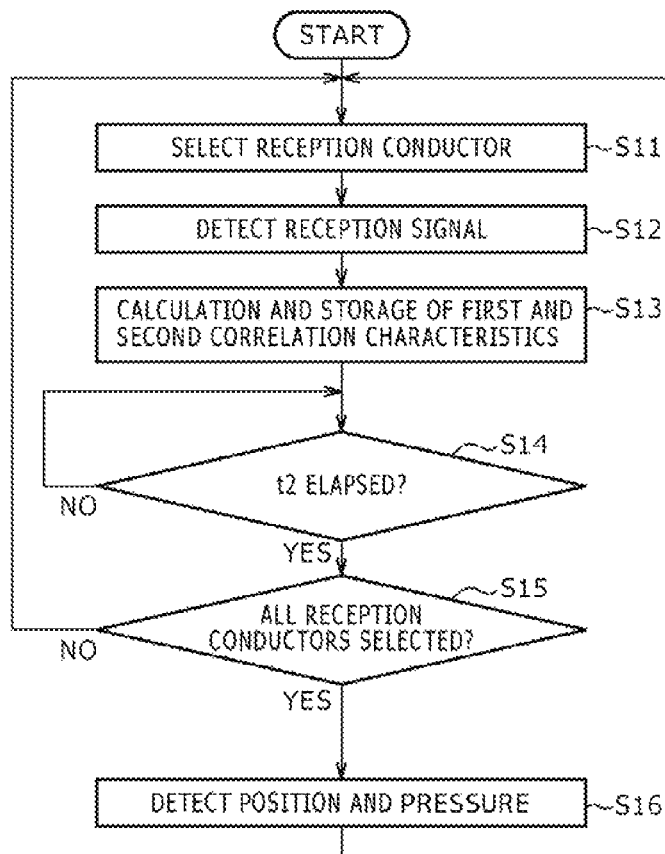 START
SELECT RECEPTION CONDUCTOR
S11
DETECT RECEPTION SIGNAL
S12
CALCULATION AND STORAGE OF FIRST AND
SECOND CORRELATION CHARACTERISTICS
S13
S14
t2 ELAPSED?
NO
YES
S15
ALL RECEPTION
CONDUCTORS SELECTED?
NO
YES
DETECT POSITION AND PRESSURE
S16